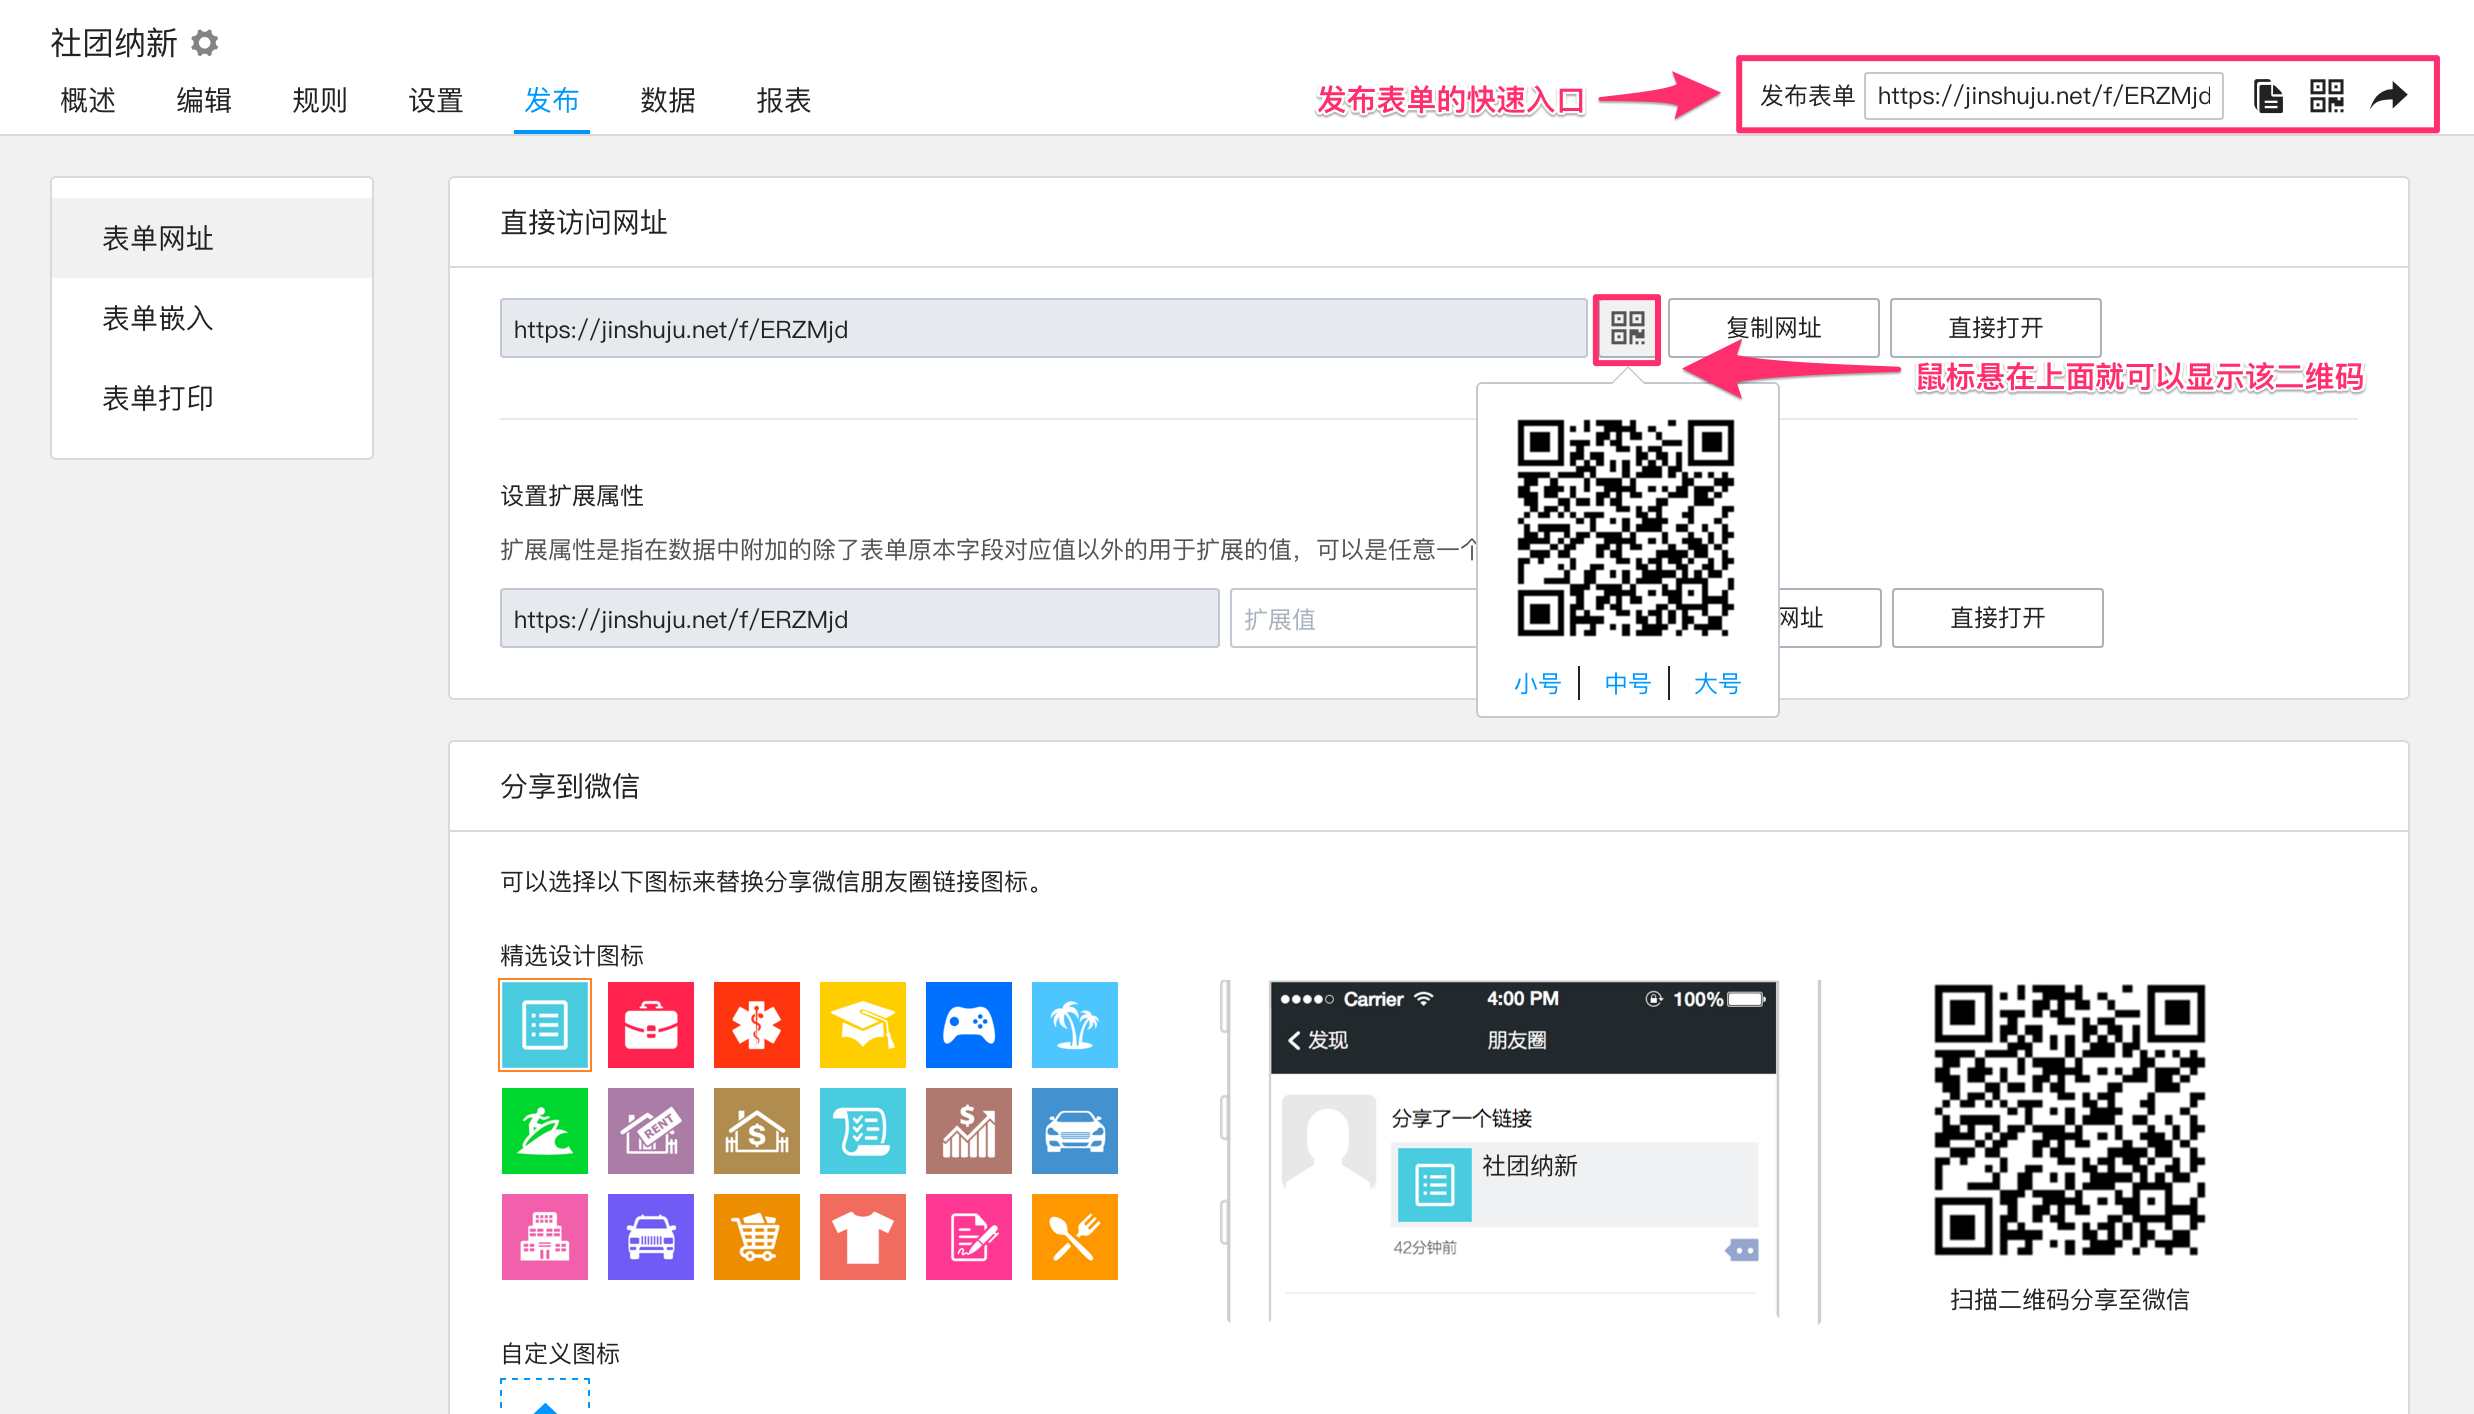 社团纳新
概述 编辑 规则 设置 发布 数据 报表
发布表单的快速入口
发布表单 https://jinshuju.net/f/ERZMjd
表单网址
表单嵌入
表单打印
直接访问网址
https://jinshuju.net/f/ERZMjd 复制网址 直接打开
鼠标悬在上面就可以显示该二维码
设置扩展属性
扩展属性是指在数据中附加的除了表单原本字段对应值以外的用于扩展的值，可以是任意一个
https://jinshuju.net/f/ERZMjd 扩展值 网址 直接打开
小号 中号 大号
分享到微信
可以选择以下图标来替换分享微信朋友圈链接图标。
精选设计图标
RENT
Carrier 4:00 PM 100%
发现 朋友圈
分享了一个链接
社团纳新
42分钟前
扫描二维码分享至微信
自定义图标